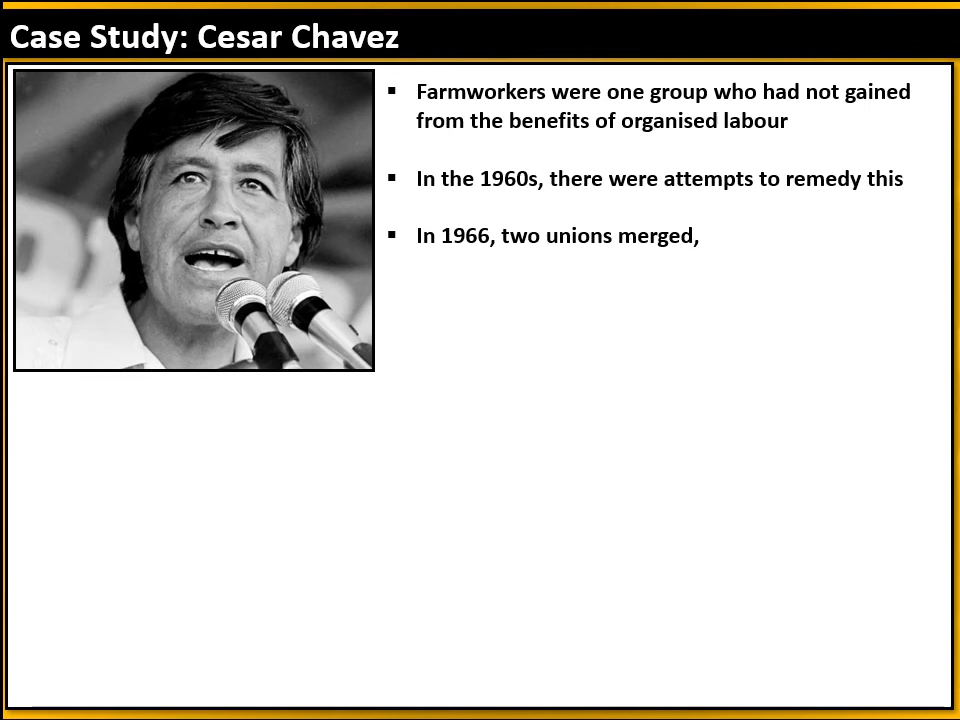 Case Study: Cesar Chavez
▪ Farmworkers were one group who had not gained
from the benefits of organised labour
▪ In the 1960s, there were attempts to remedy this
▪ In 1966, two unions merged,